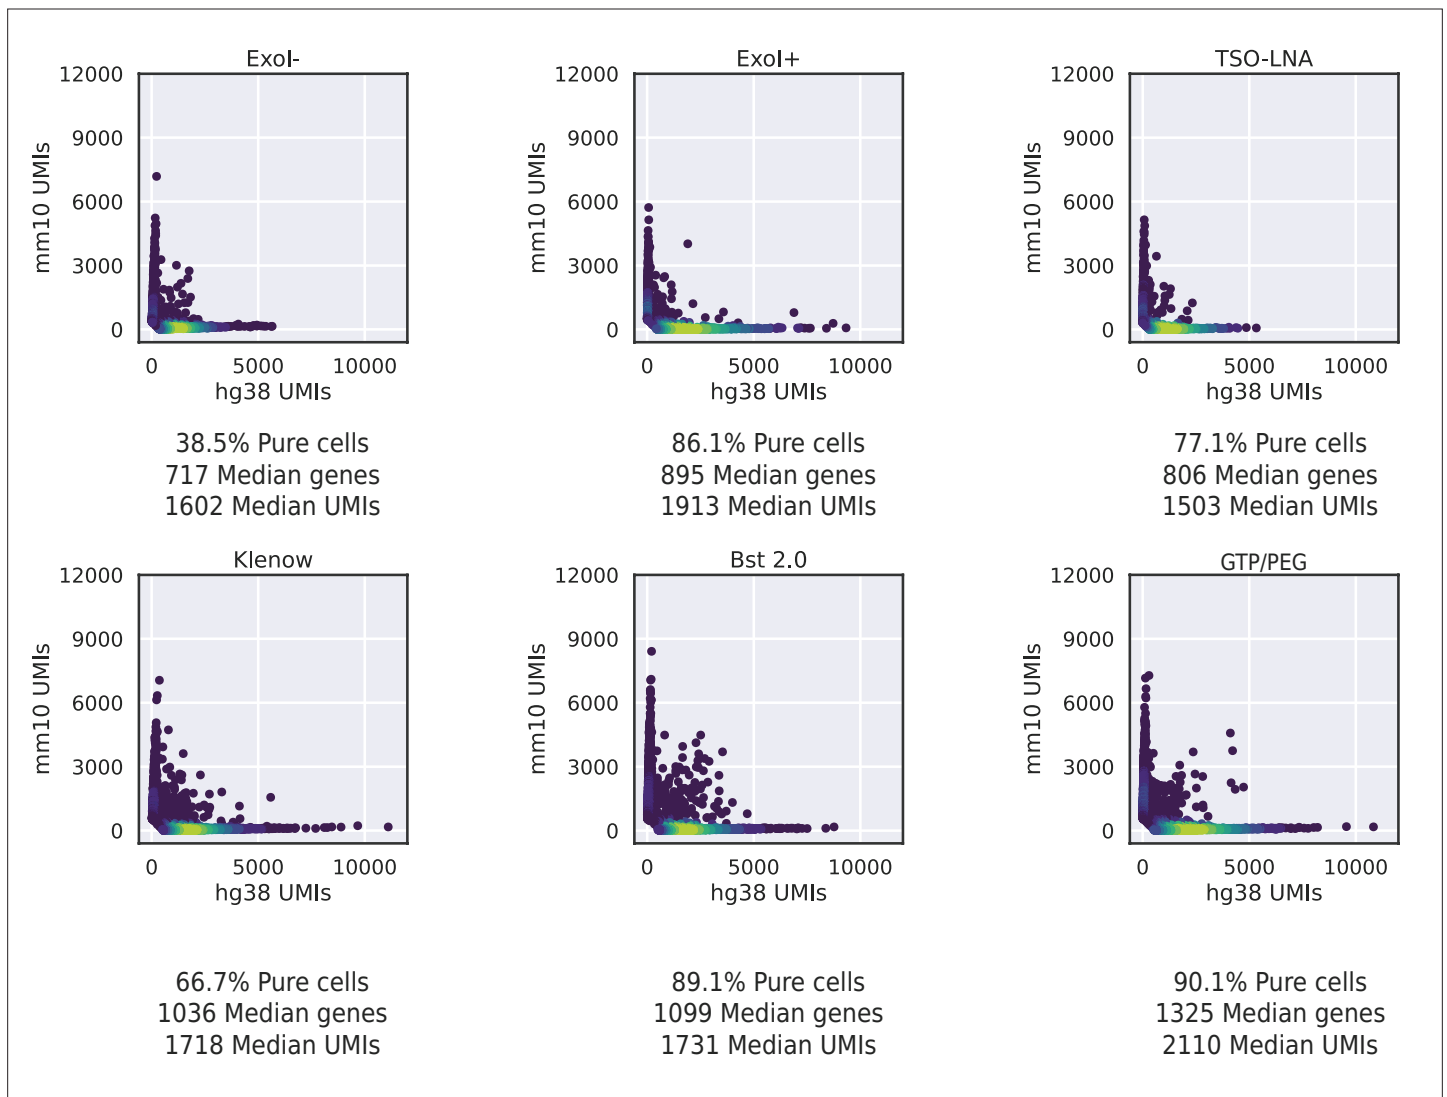 ExoI-
12000
9000
6000
3000
0
mm10 UMIs
0 5000 10000
hg38 UMIs
38.5% Pure cells
717 Median genes
1602 Median UMIs
ExoI+
12000
9000
6000
3000
0
mm10 UMIs
0 5000 10000
hg38 UMIs
86.1% Pure cells
895 Median genes
1913 Median UMIs
TSO-LNA
12000
9000
6000
3000
0
mm10 UMIs
0 5000 10000
hg38 UMIs
77.1% Pure cells
806 Median genes
1503 Median UMIs
Klenow
12000
9000
6000
3000
0
mm10 UMIs
0 5000 10000
hg38 UMIs
66.7% Pure cells
1036 Median genes
1718 Median UMIs
Bst 2.0
12000
9000
6000
3000
0
mm10 UMIs
0 5000 10000
hg38 UMIs
89.1% Pure cells
1099 Median genes
1731 Median UMIs
GTP/PEG
12000
9000
6000
3000
0
mm10 UMIs
0 5000 10000
hg38 UMIs
90.1% Pure cells
1325 Median genes
2110 Median UMIs